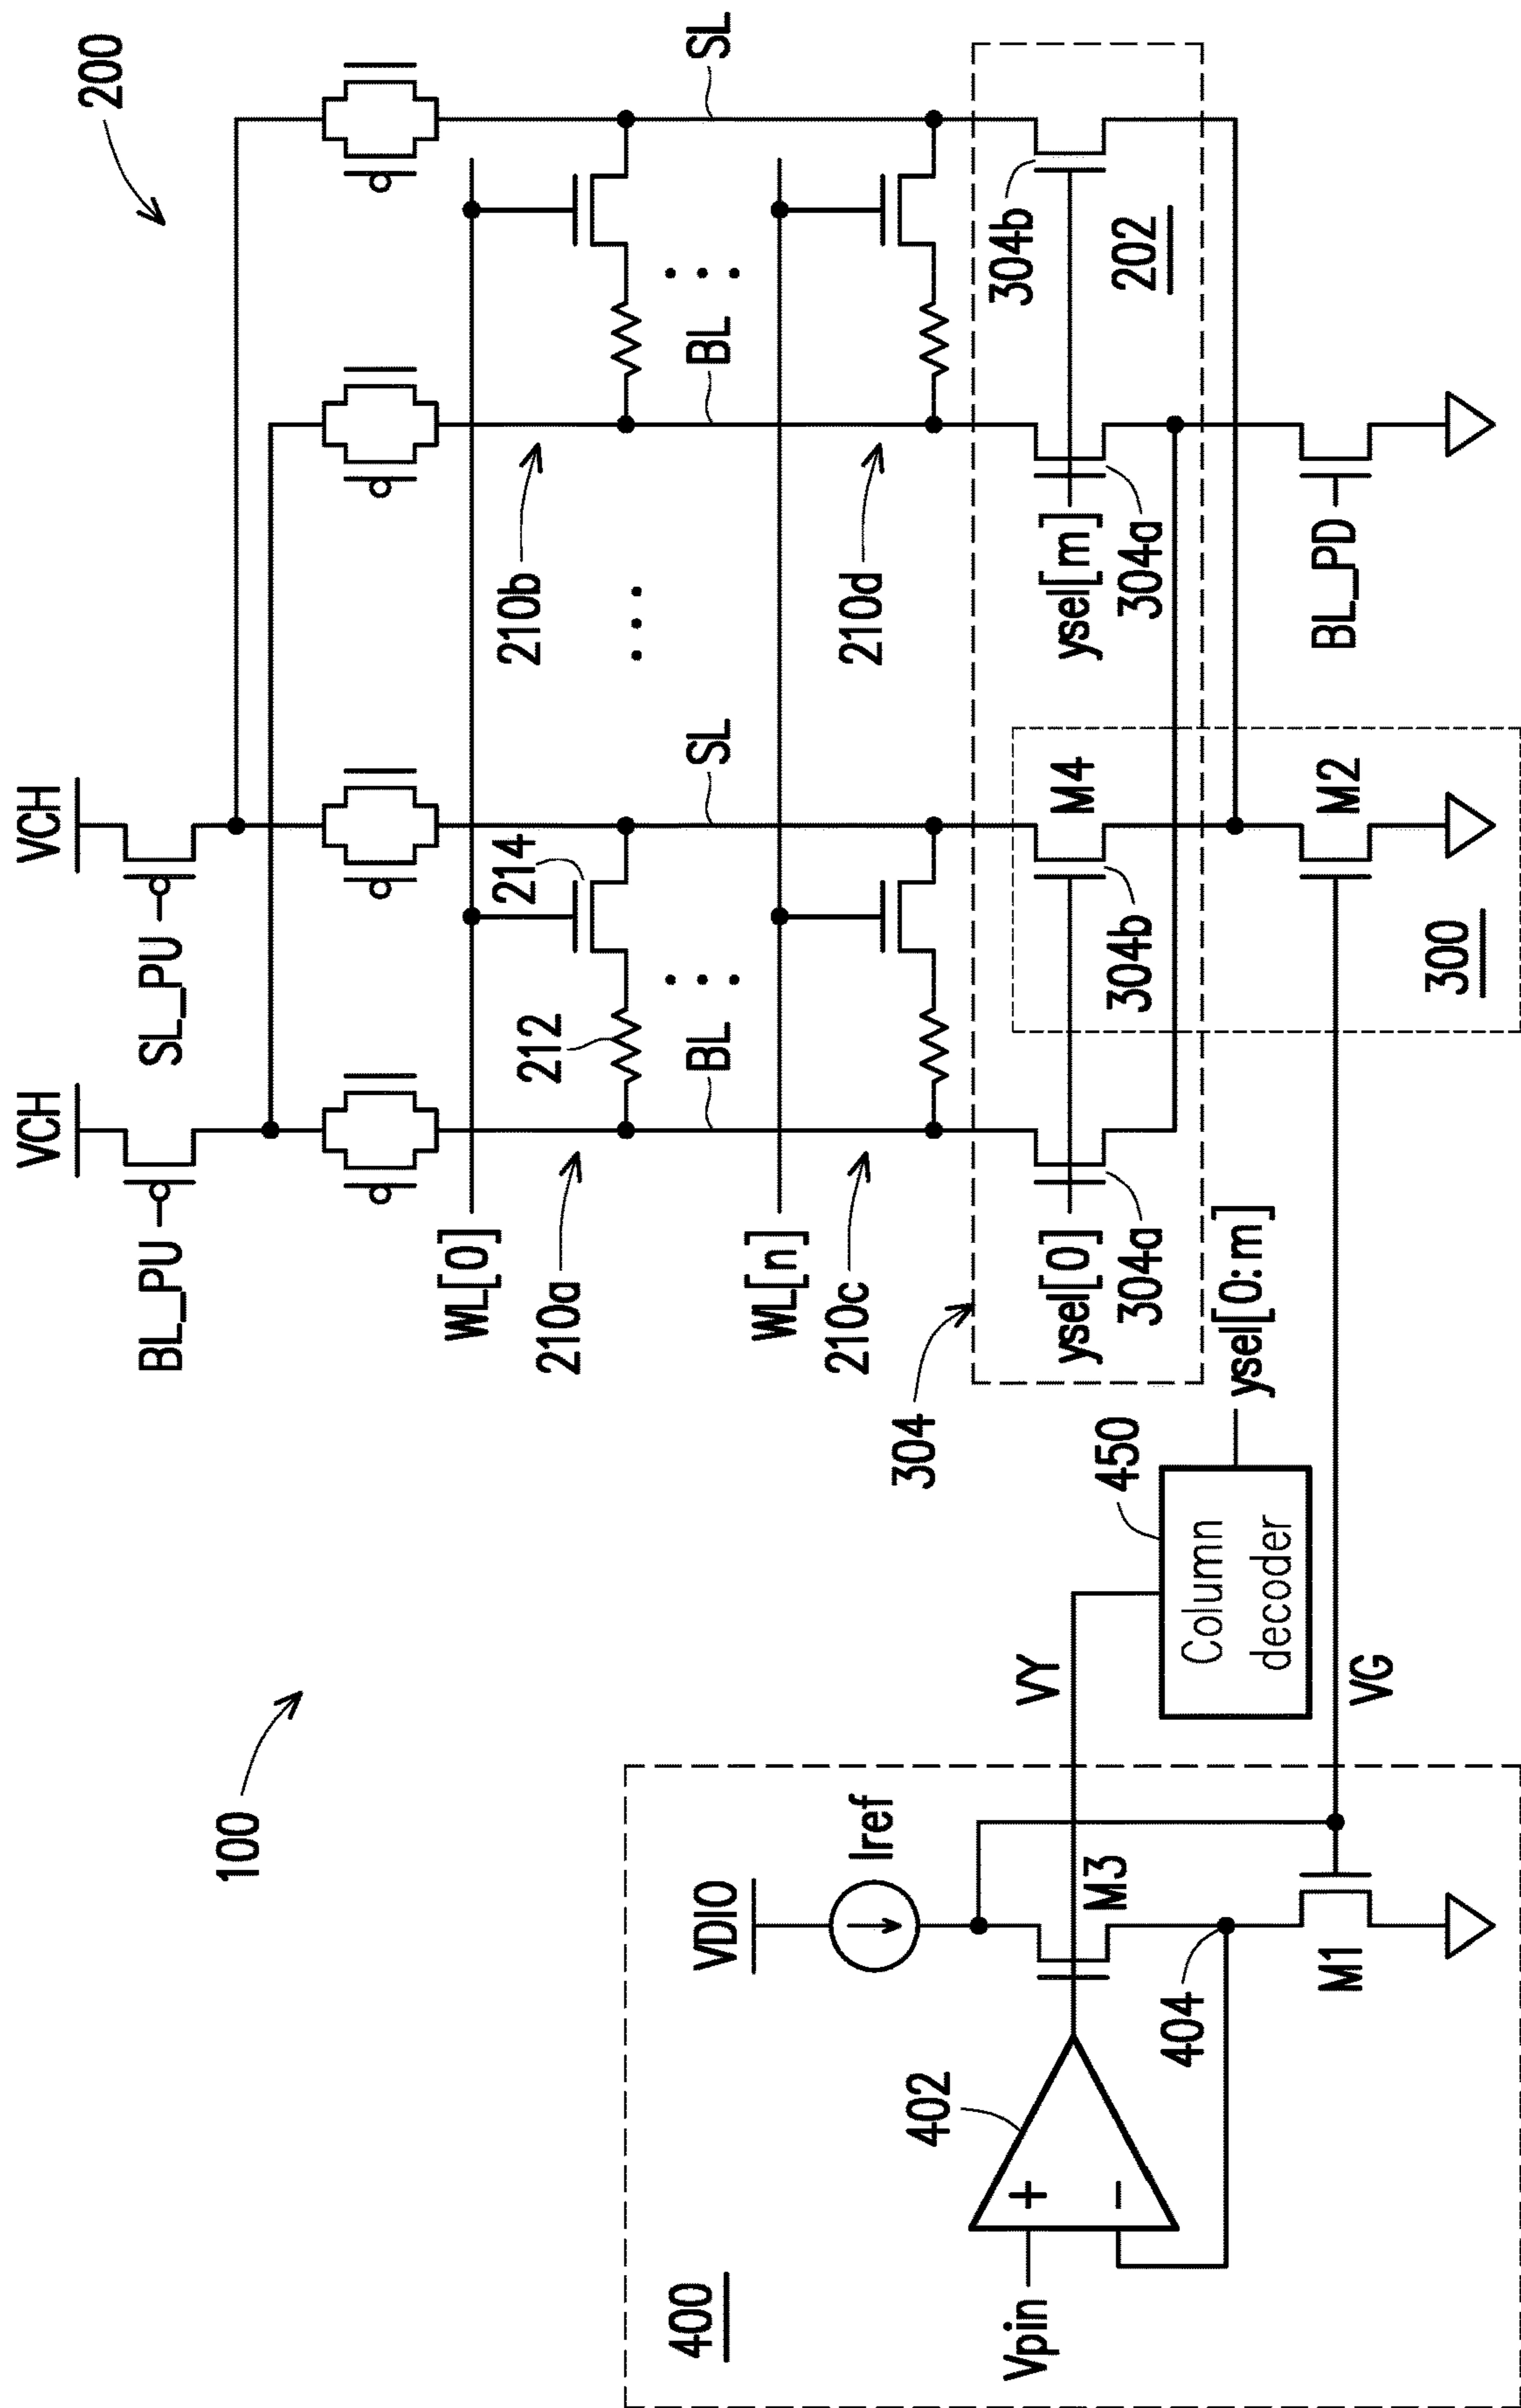 100
200
VCH
VCH
BL_PU
SL_PU
WL[0]
210a
212
214
BL
SL
210b
BL
SL
WL[n]
210c
210d
304
ysel[0]
304a
304b
M4
ysel[m]
304a
304b
202
ysel[0:m]
450
Column
decoder
VY
VG
M2
300
BL_PD
VDIO
Iref
M3
402
404
+
−
Vpin
M1
400